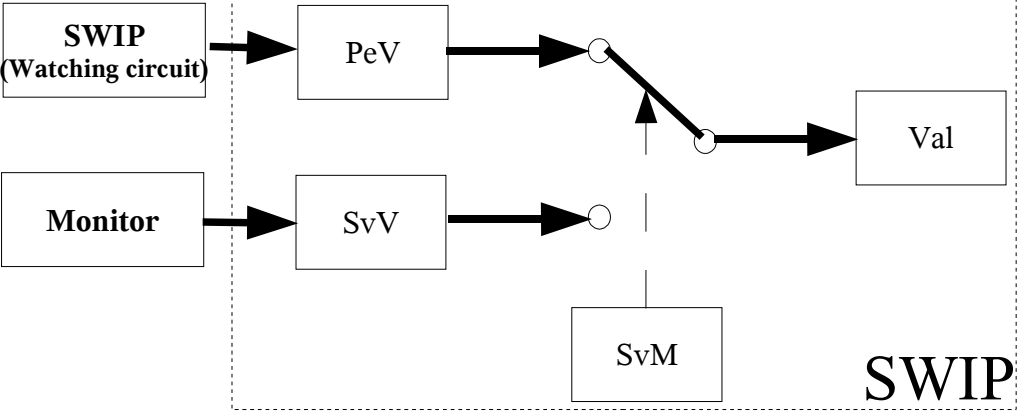 SWIP
(Watching circuit)
PeV
Val
Monitor
SvV
SvM
SWIP